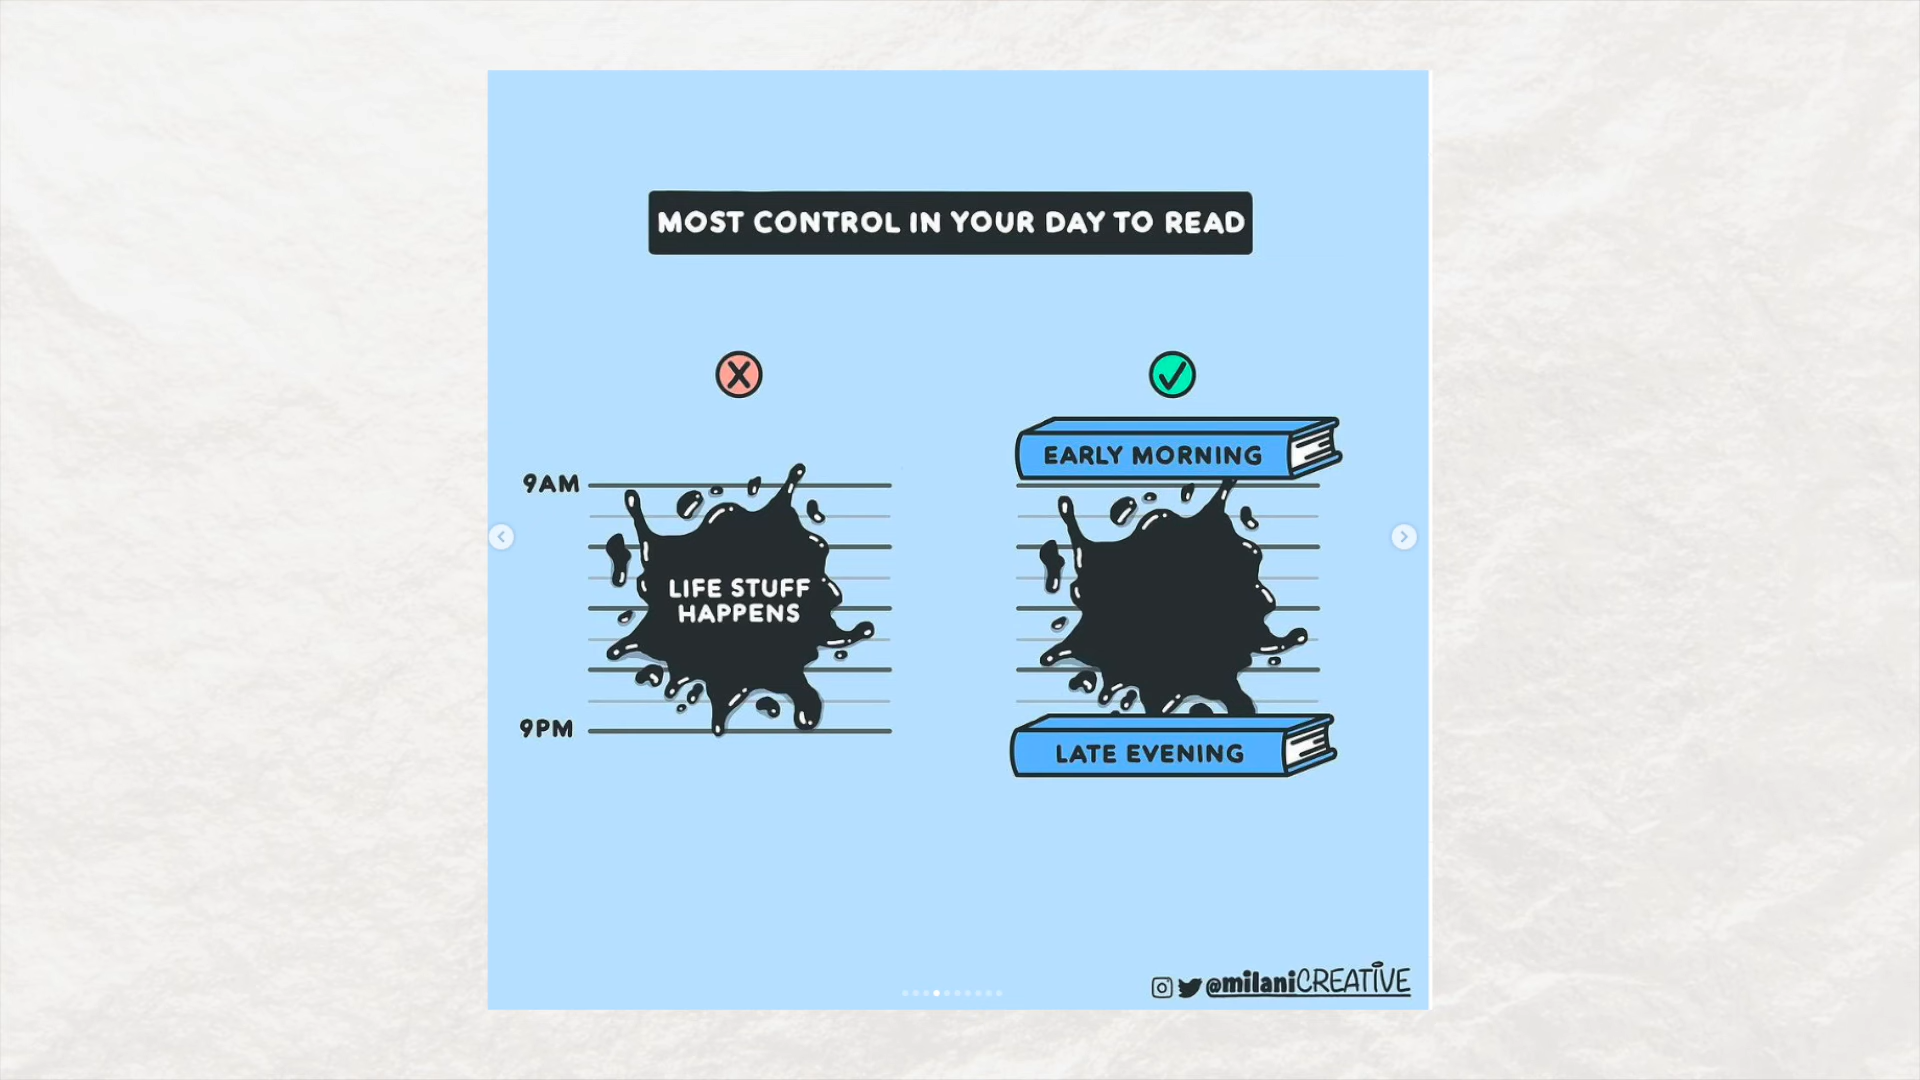 MOST CONTROL IN YOUR DAY TO READ
9AM
LIFE STUFF
HAPPENS
9PM
EARLY MORNING
LATE EVENING
@milaniCREATIVE